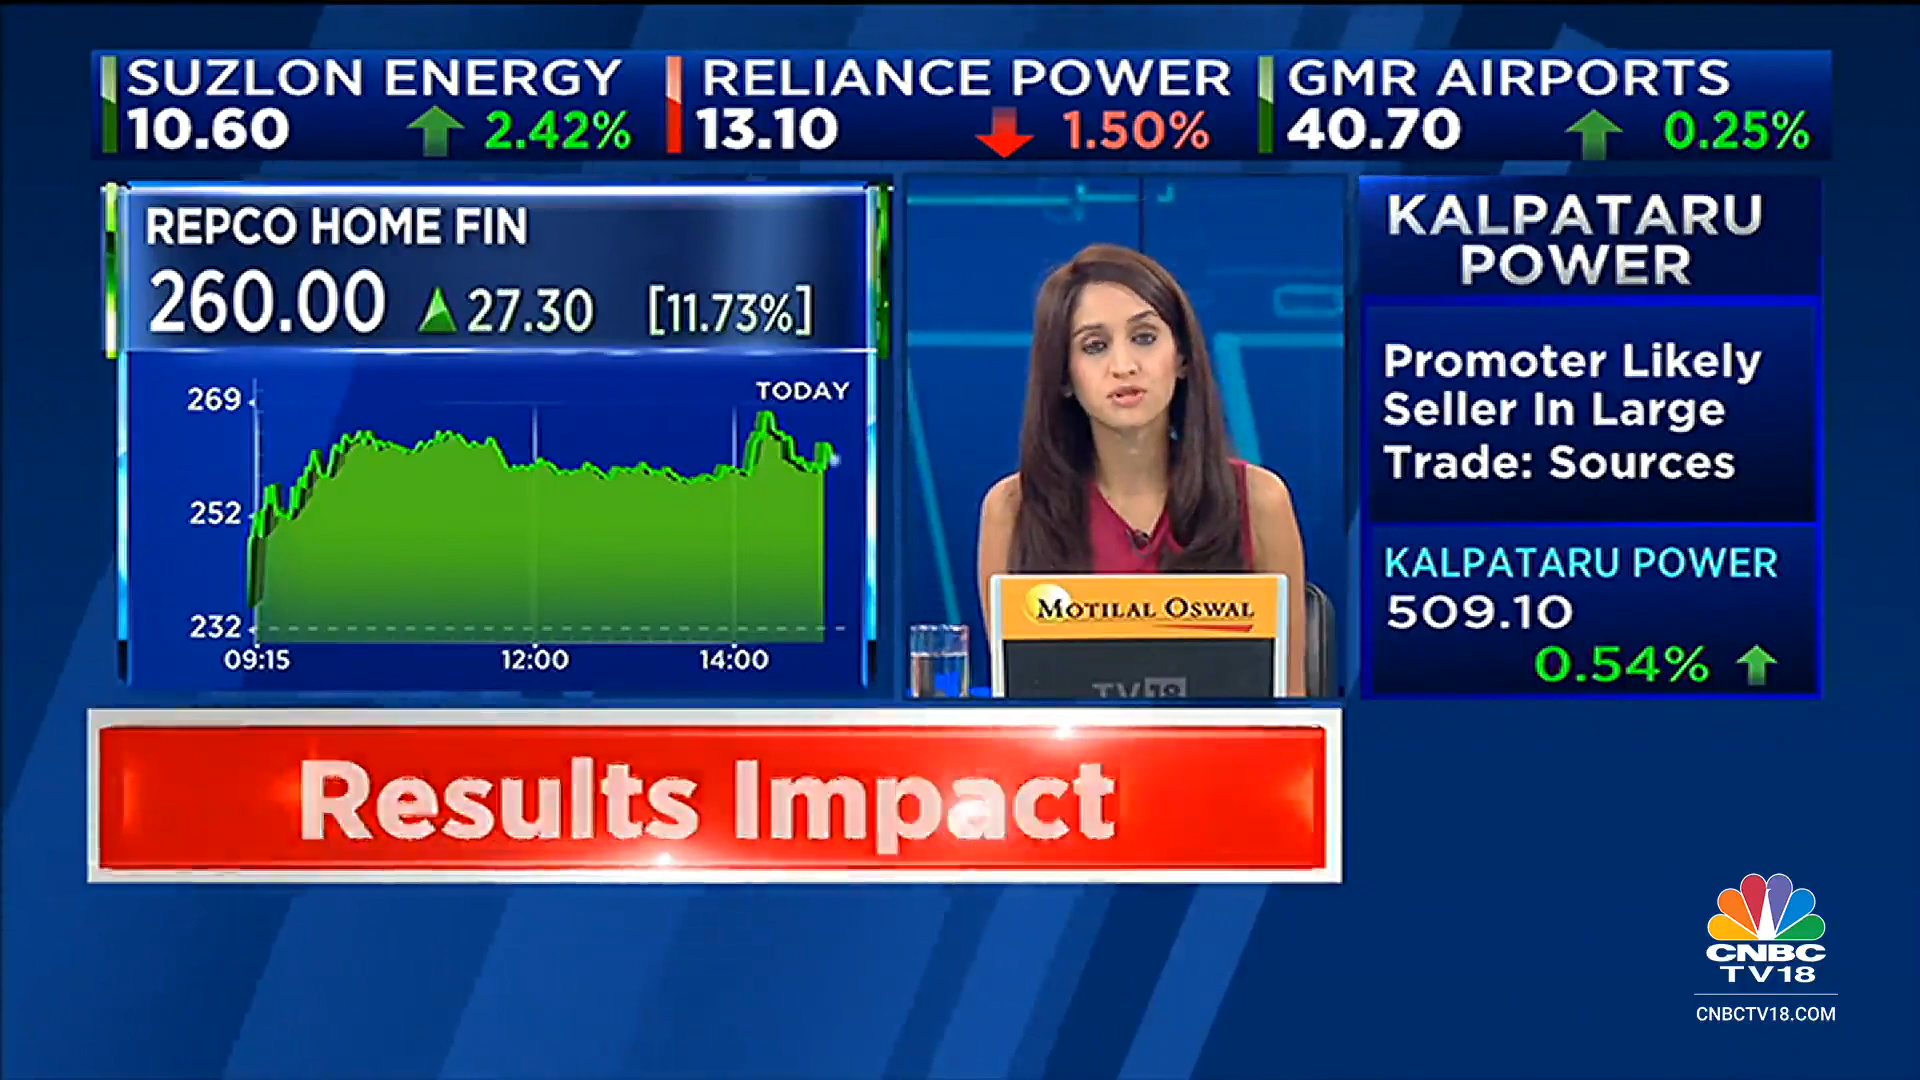 SUZLON ENERGY
10.60 2.42%
RELIANCE POWER
13.10 1.50%
GMR AIRPORTS
40.70 0.25%
REPCO HOME FIN
260.00 27.30 [11.73%]
TODAY
269
252
232
09:15 12:00 14:00
MOTILAL OSWAL
TV18
KALPATARU
POWER
Promoter Likely
Seller In Large
Trade: Sources
KALPATARU POWER
509.10
0.54%
Results Impact
CNBC
TV18
CNBCTV18.COM